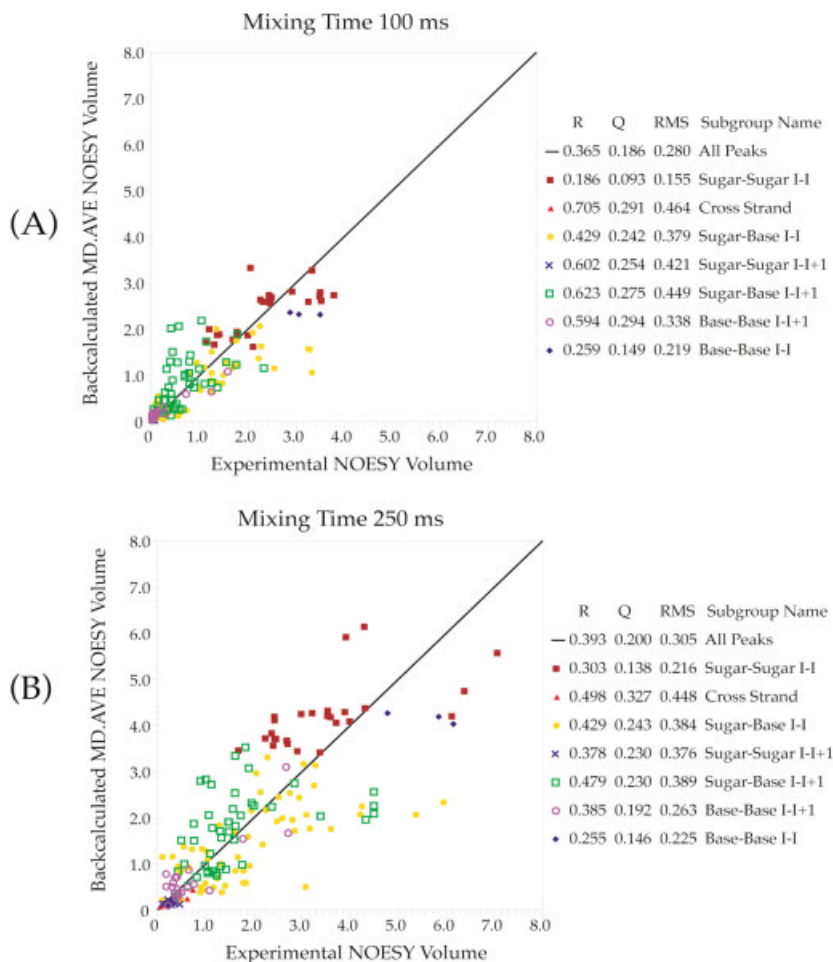 Mixing Time 100 ms
(A)
Backcalculated MD.AVE NOESY Volume
8.0
7.0
6.0
5.0
4.0
3.0
2.0
1.0
0
0 1.0 2.0 3.0 4.0 5.0 6.0 7.0 8.0
Experimental NOESY Volume
R Q RMS Subgroup Name
0.365 0.186 0.280 All Peaks
0.186 0.093 0.155 Sugar-Sugar I-I
0.705 0.291 0.464 Cross Strand
0.429 0.242 0.379 Sugar-Base I-I
0.602 0.254 0.421 Sugar-Sugar I-I+1
0.623 0.275 0.449 Sugar-Base I-I+1
0.594 0.294 0.338 Base-Base I-I+1
0.259 0.149 0.219 Base-Base I-I
Mixing Time 250 ms
(B)
Backcalculated MD.AVE NOESY Volume
8.0
7.0
6.0
5.0
4.0
3.0
2.0
1.0
0
0 1.0 2.0 3.0 4.0 5.0 6.0 7.0 8.0
Experimental NOESY Volume
R Q RMS Subgroup Name
0.393 0.200 0.305 All Peaks
0.303 0.138 0.216 Sugar-Sugar I-I
0.498 0.327 0.448 Cross Strand
0.429 0.243 0.384 Sugar-Base I-I
0.378 0.230 0.376 Sugar-Sugar I-I+1
0.479 0.230 0.389 Sugar-Base I-I+1
0.385 0.192 0.263 Base-Base I-I+1
0.255 0.146 0.225 Base-Base I-I